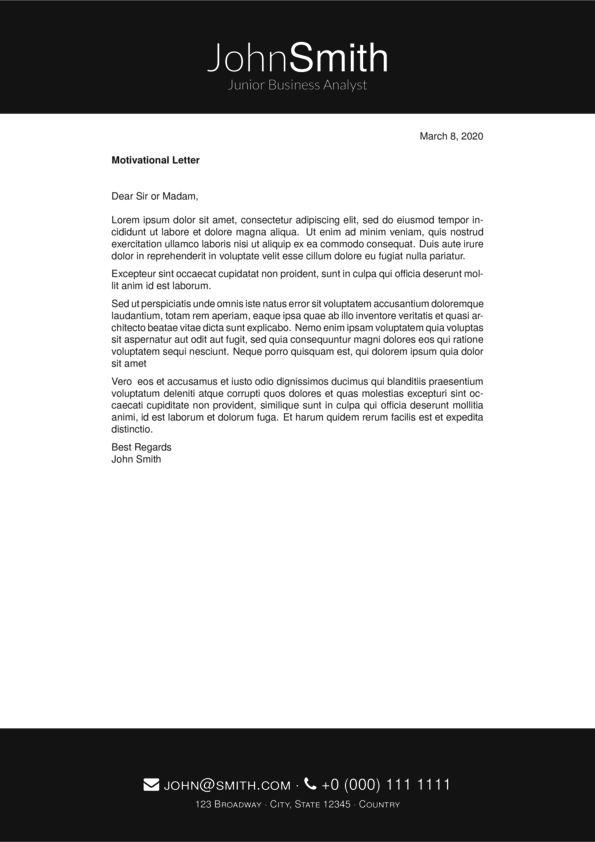 JohnSmith
Junior Business Analyst
March 8, 2020
Motivational Letter
Dear Sir or Madam,
Lorem ipsum dolor sit amet, consectetur adipiscing elit, sed do eiusmod tempor in-
cididunt ut labore et dolore magna aliqua. Ut enim ad minim veniam, quis nostrud
exercitation ullamco laboris nisi ut aliquip ex ea commodo consequat. Duis aute irure
dolor in reprehenderit in voluptate velit esse cillum dolore eu fugiat nulla pariatur.
Excepteur sint occaecat cupidatat non proident, sunt in culpa qui officia deserunt mol-
lit anim id est laborum.
Sed ut perspiciatis unde omnis iste natus error sit voluptatem accusantium doloremque
laudantium, totam rem aperiam, eaque ipsa quae ab illo inventore veritatis et quasi ar-
chitecto beatae vitae dicta sunt explicabo. Nemo enim ipsam voluptatem quia voluptas
sit aspernatur aut odit aut fugit, sed quia consequuntur magni dolores eos qui ratione
voluptatem sequi nesciunt. Neque porro quisquam est, qui dolorem ipsum quia dolor
sit amet
Vero eos et accusamus et iusto odio dignissimos ducimus qui blanditiis praesentium
voluptatum deleniti atque corrupti quos dolores et quas molestias excepturi sint oc-
caecati cupiditate non provident, similique sunt in culpa qui officia deserunt mollitia
animi, id est laborum et dolorum fuga. Et harum quidem rerum facilis est et expedita
distinctio.
Best Regards
John Smith
JOHN@SMITH.COM · +0 (000) 111 1111
123 BROADWAY · CITY, STATE 12345 · COUNTRY